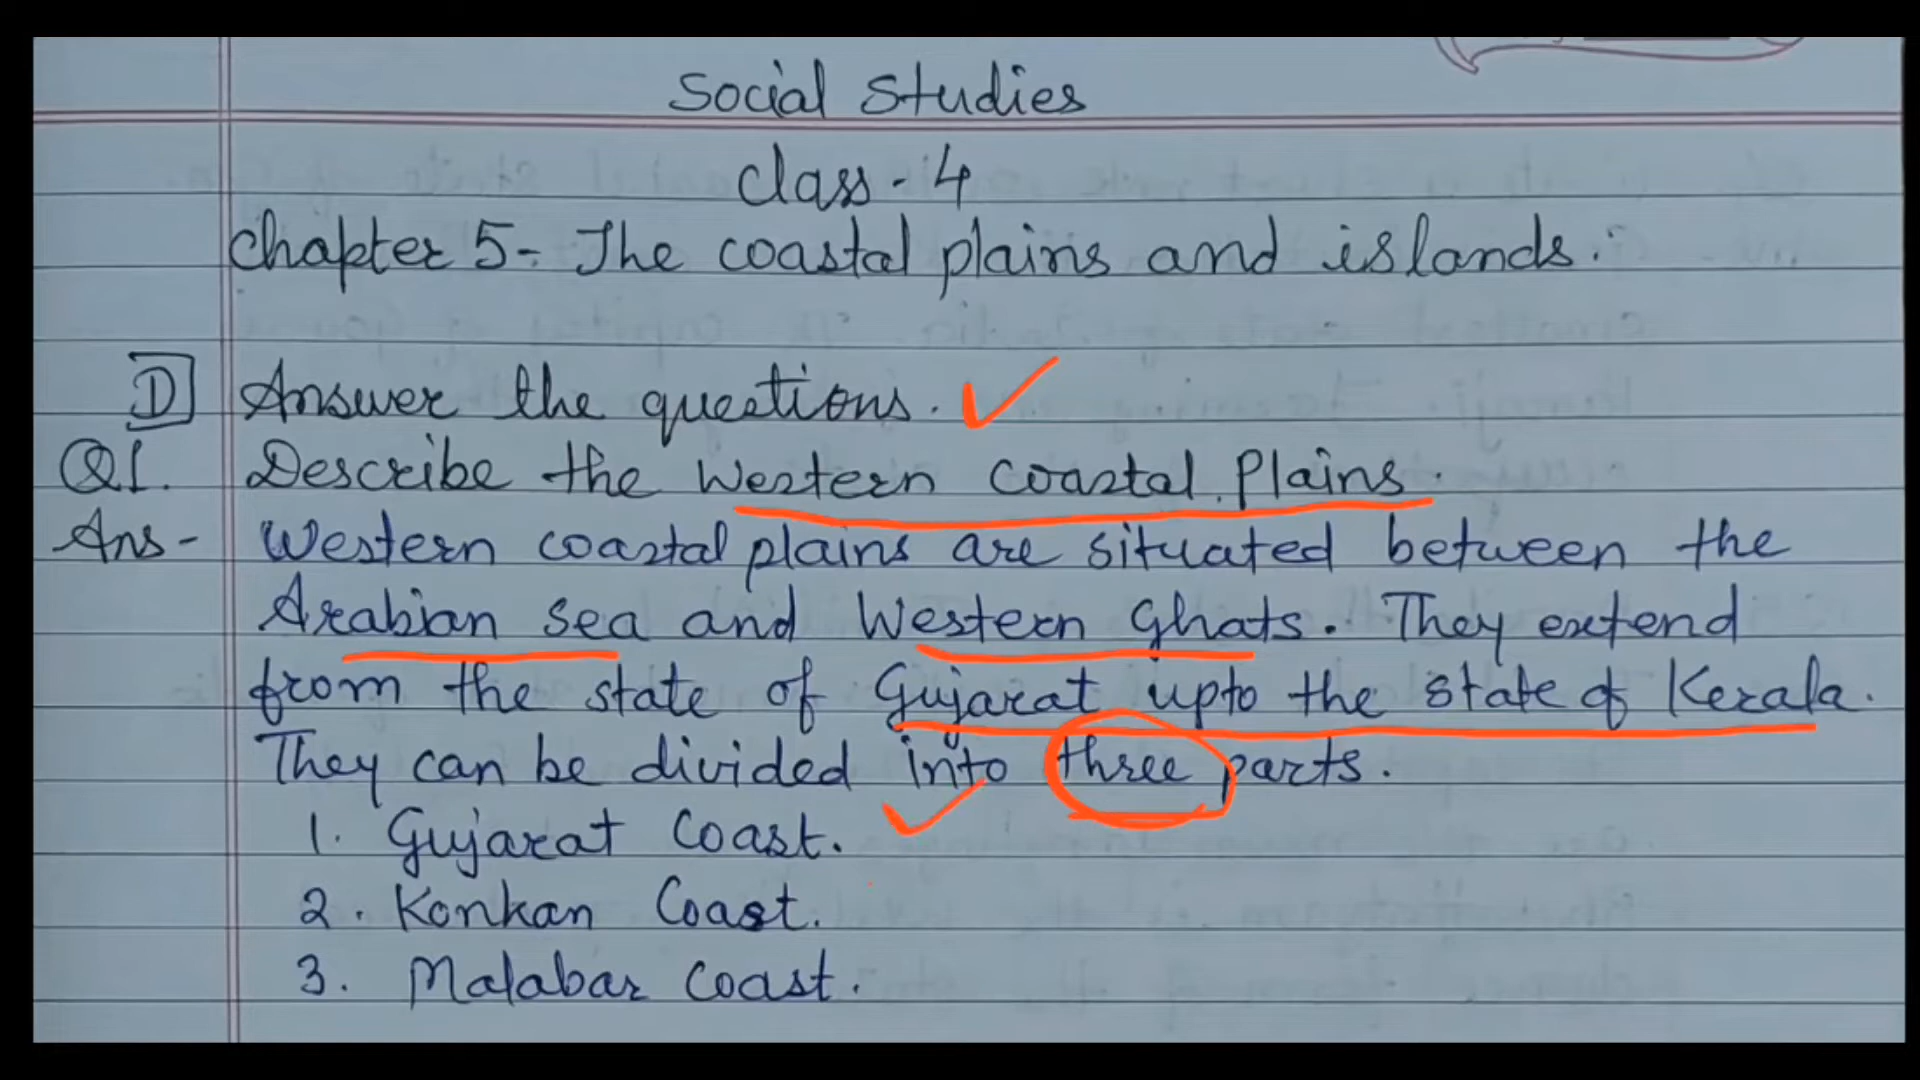 Social Studies
Class - 4
Chapter 5 - The coastal plains and islands.
D Answer the questions.
Q1. Describe the Western Coastal Plains.
Ans - Western coastal plains are situated between the
Arabian sea and Western Ghats. They extend
from the state of Gujarat upto the state of Kerala.
They can be divided into three parts.
1. Gujarat Coast.
2. Konkan Coast.
3. Malabar Coast.